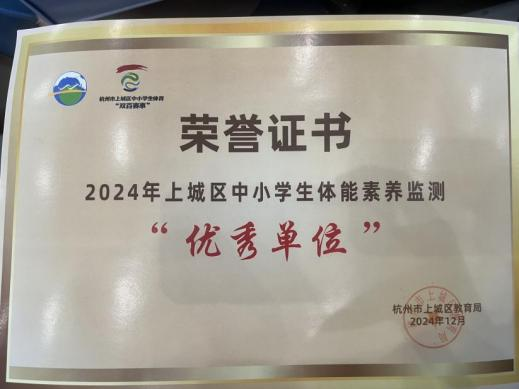 杭州市上城区中小学生体育
“双百赛事”
荣誉证书
2024年上城区中小学生体能素养监测
“优秀单位”
杭州市上城区教育局
2024年12月